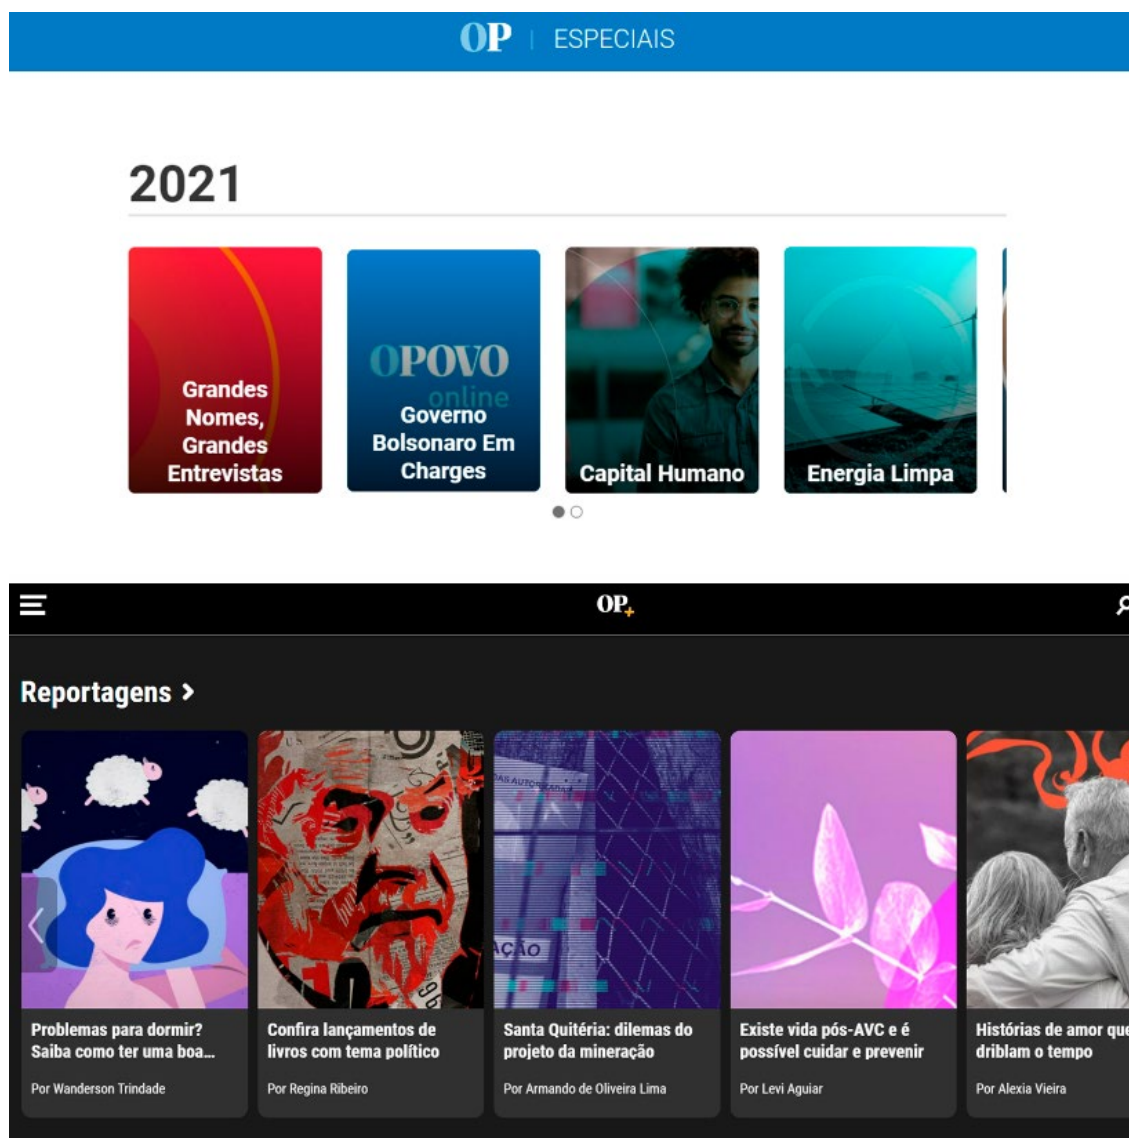 OP | ESPECIAIS
2021
Grandes
Nomes,
Grandes
Entrevistas
OPOVO
online
Governo
Bolsonaro Em
Charges
Capital Humano
Energia Limpa
OP+
Reportagens >
AÇÃO
Problemas para dormir?
Saiba como ter uma boa...
Por Wanderson Trindade
Confira lançamentos de
livros com tema político
Por Regina Ribeiro
Santa Quitéria: dilemas do
projeto da mineração
Por Armando de Oliveira Lima
Existe vida pós-AVC e é
possível cuidar e prevenir
Por Levi Aguiar
Histórias de amor que
driblam o tempo
Por Alexia Vieira